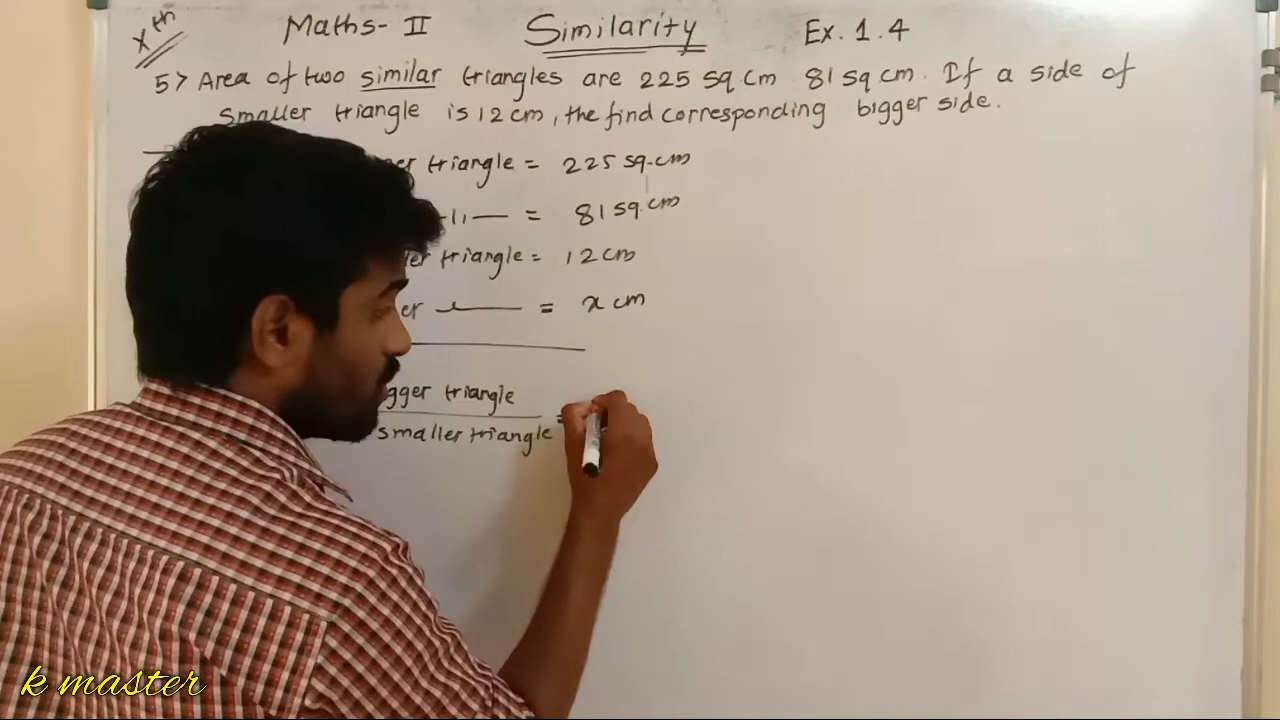 Xth Maths- II Similarity Ex. 1.4
5> Area of two similar triangles are 225 sq cm 81 sq cm. If a side of
smaller triangle is 12 cm, the find corresponding bigger side.
triangle = 225 sq.cm
= 81 sq.cm
triangle = 12 cm
= x cm
triangle
smaller triangle =
k master